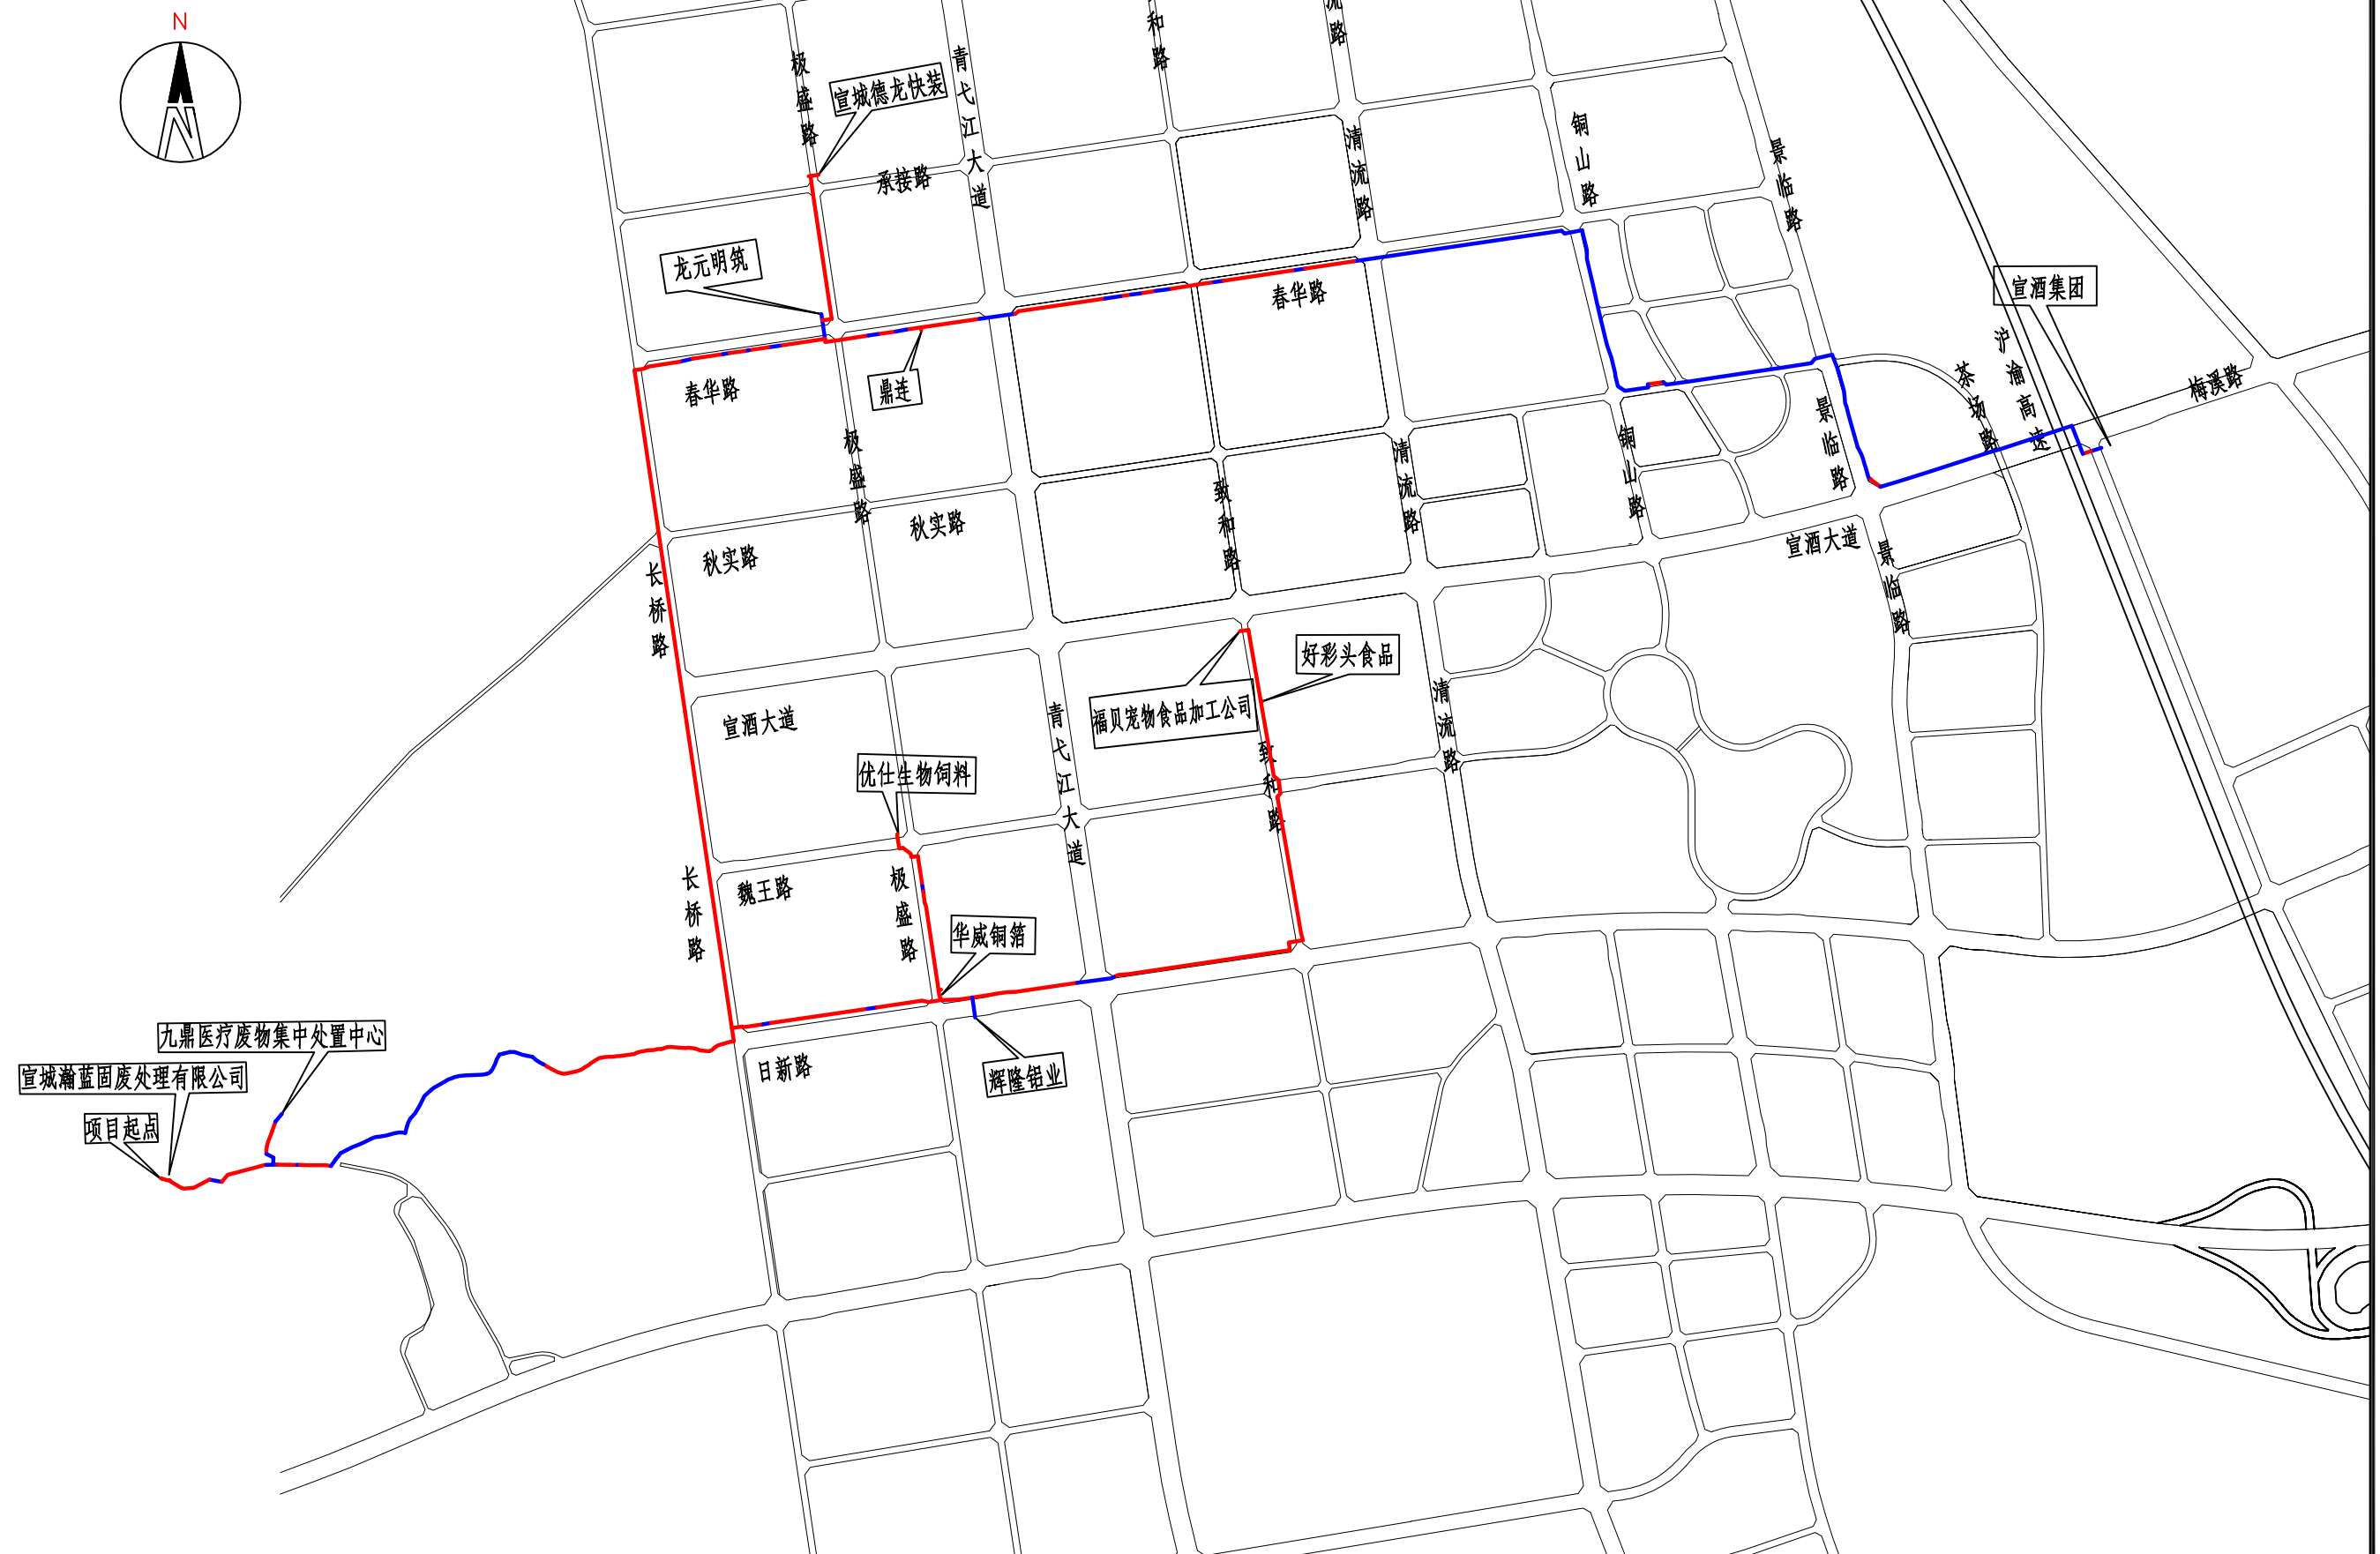 N
和路
流路
极盛路
青弋江大道
宣城德龙快装
承接路
清流路
铜山路
景临路
龙元明筑
春华路
宣酒集团
沪渝高速
茶场路
梅溪路
鼎连
春华路
极盛路
致和路
清流路
铜山路
景临路
秋实路
秋实路
宣酒大道
景临路
长桥路
好彩头食品
福贝宠物食品加工公司
宣酒大道
青弋江大道
清流路
致和路
优仕生物饲料
长桥路
魏王路
极盛路
华威铜箔
九鼎医疗废物集中处置中心
宣城瀚蓝固废处理有限公司
项目起点
日新路
辉隆铝业